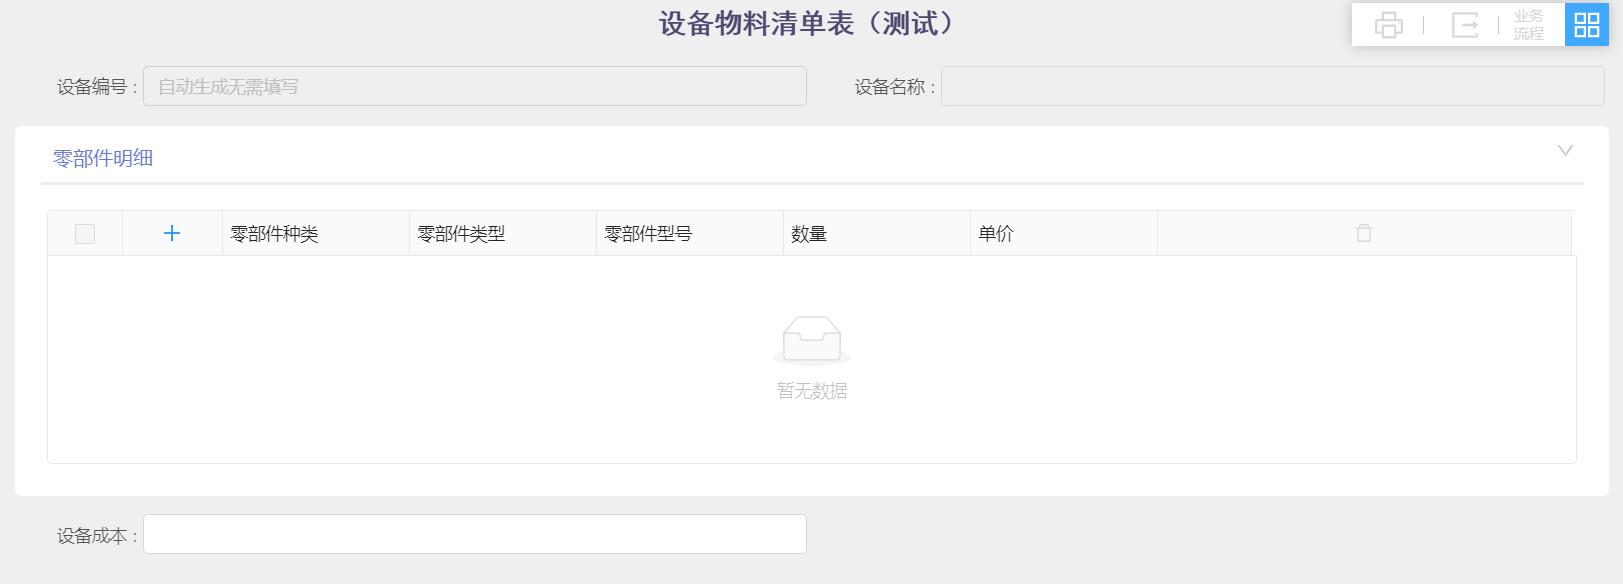 设备物料清单表（测试）
业务
流程
设备编号 : 自动生成无需填写
设备名称 :
零部件明细
零部件种类 零部件类型 零部件型号 数量 单价
暂无数据
设备成本 :